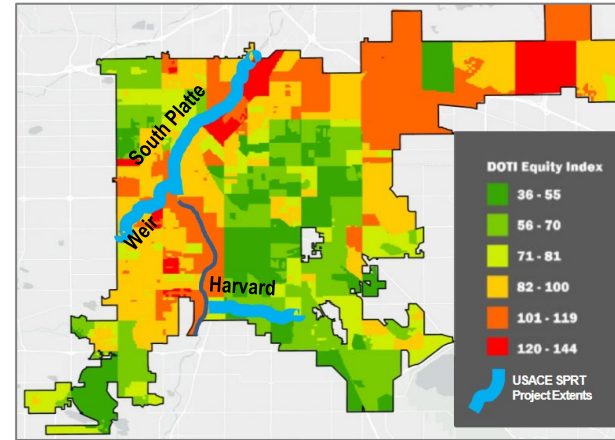 South Platte
Weir
Harvard
DOTI Equity Index
36 - 55
56 - 70
71 - 81
82 - 100
101 - 119
120 - 144
USACE SPRT
Project Extents